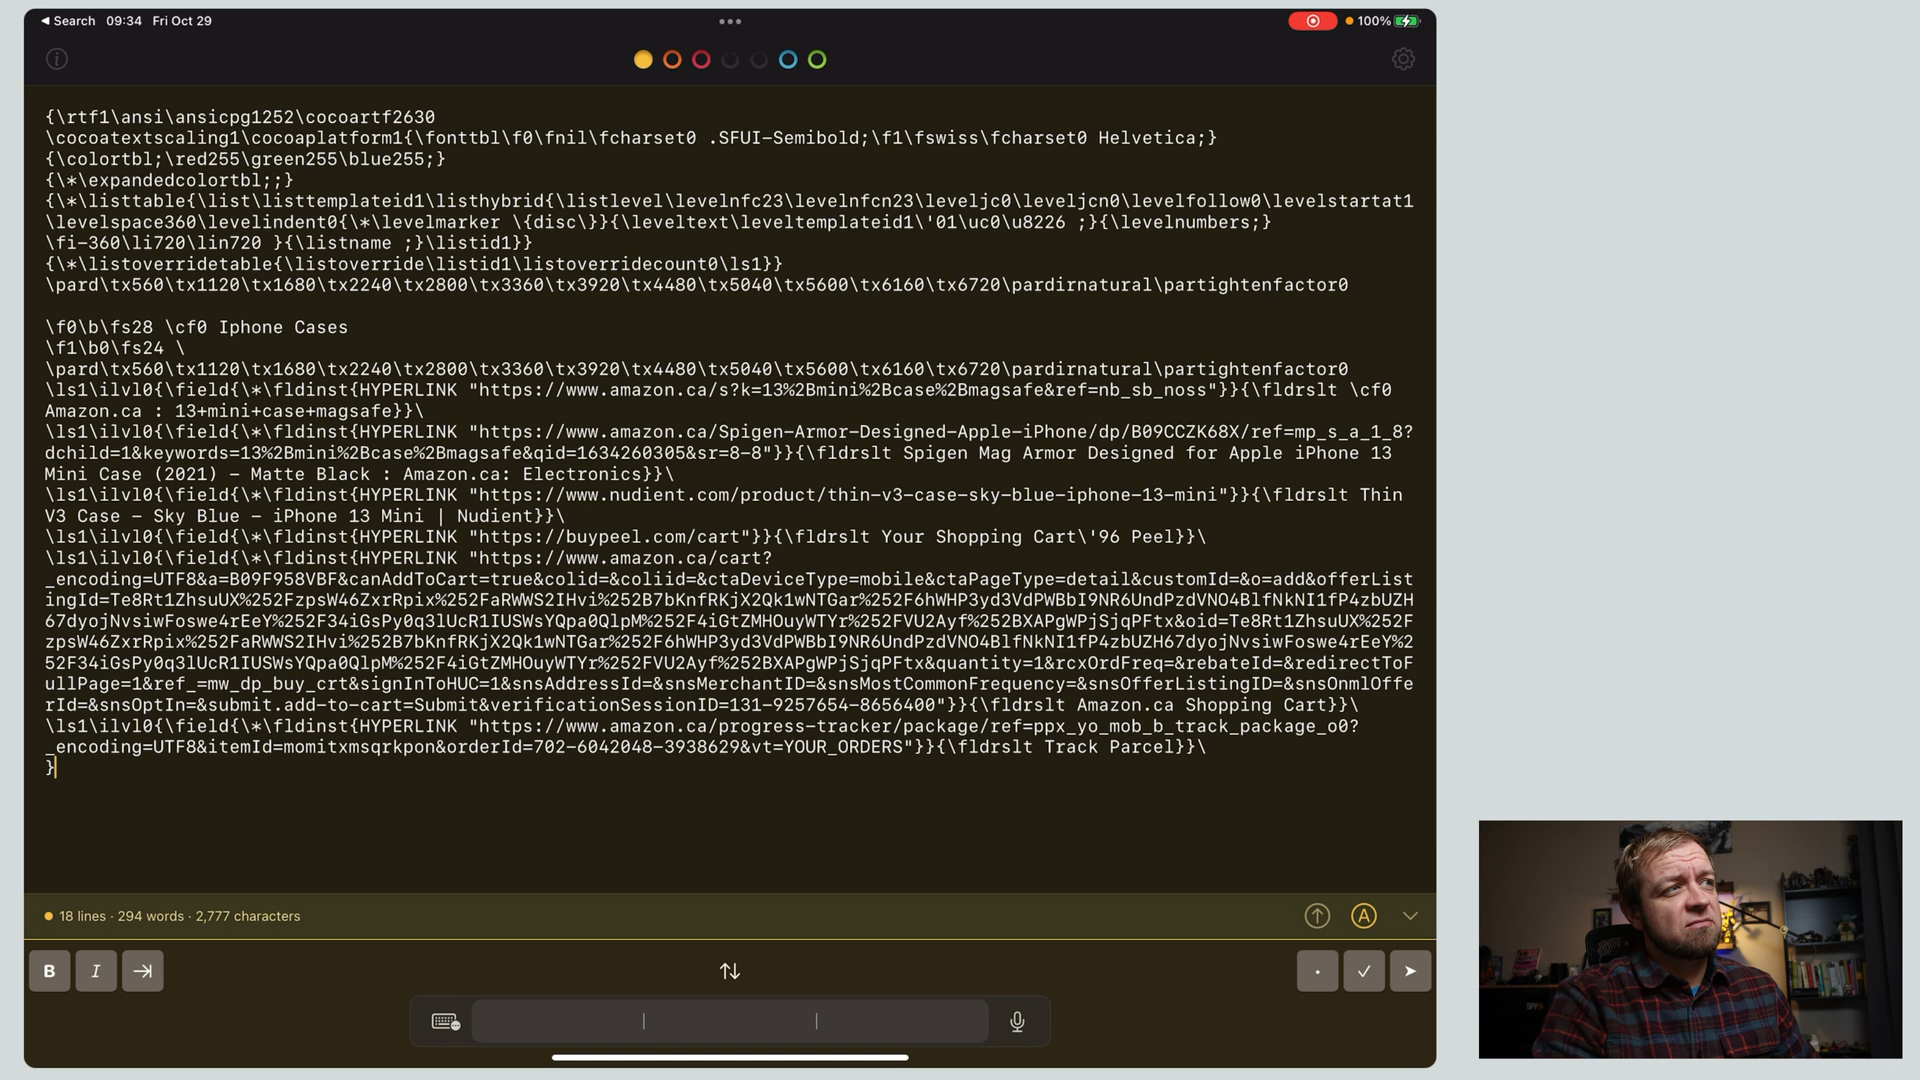 ◀ Search 09:34 Fri Oct 29
100%
{\rtf1\ansi\ansicpg1252\cocoartf2630
\cocoatextscaling1\cocoaplatform1{\fonttbl\f0\fnil\fcharset0 .SFUI-Semibold;\f1\fswiss\fcharset0 Helvetica;}
{\colortbl;\red255\green255\blue255;}
{\*\expandedcolortbl;;}
{\*\listtable{\list\listtemplateid1\listhybrid{\listlevel\levelnfc23\levelnfcn23\leveljc0\leveljcn0\levelfollow0\levelstartat1
\levelspace360\levelindent0{\*\levelmarker \{disc\}}{\leveltext\leveltemplateid1\'01\uc0\u8226 ;}{\levelnumbers;}
\fi-360\li720\lin720 }{\listname ;}\listid1}}
{\*\listoverridetable{\listoverride\listid1\listoverridecount0\ls1}}
\pard\tx560\tx1120\tx1680\tx2240\tx2800\tx3360\tx3920\tx4480\tx5040\tx5600\tx6160\tx6720\pardirnatural\partightenfactor0
\f0\b\fs28 \cf0 Iphone Cases
\f1\b0\fs24 \
\pard\tx560\tx1120\tx1680\tx2240\tx2800\tx3360\tx3920\tx4480\tx5040\tx5600\tx6160\tx6720\pardirnatural\partightenfactor0
\ls1\ilvl0{\field{\*\fldinst{HYPERLINK "https://www.amazon.ca/s?k=13%2Bmini%2Bcase%2Bmagsafe&ref=nb_sb_noss"}}{\fldrslt \cf0
Amazon.ca : 13+mini+case+magsafe}}\
\ls1\ilvl0{\field{\*\fldinst{HYPERLINK "https://www.amazon.ca/Spigen-Armor-Designed-Apple-iPhone/dp/B09CCZK68X/ref=mp_s_a_1_8?
dchild=1&keywords=13%2Bmini%2Bcase%2Bmagsafe&qid=1634260305&sr=8-8"}}{\fldrslt Spigen Mag Armor Designed for Apple iPhone 13
Mini Case (2021) - Matte Black : Amazon.ca: Electronics}}\
\ls1\ilvl0{\field{\*\fldinst{HYPERLINK "https://www.nudient.com/product/thin-v3-case-sky-blue-iphone-13-mini"}}{\fldrslt Thin
V3 Case - Sky Blue - iPhone 13 Mini | Nudient}}\
\ls1\ilvl0{\field{\*\fldinst{HYPERLINK "https://buypeel.com/cart"}}{\fldrslt Your Shopping Cart\'96 Peel}}\
\ls1\ilvl0{\field{\*\fldinst{HYPERLINK "https://www.amazon.ca/cart?
_encoding=UTF8&a=B09F958VBF&canAddToCart=true&colid=&coliid=&ctaDeviceType=mobile&ctaPageType=detail&customId=&o=add&offerList
ingId=Te8Rt1ZhsuUX%252FzpsW46ZxrRpix%252FaRWWS2IHvi%252B7bKnfRKjX2Qk1wNTGar%252F6hWHP3yd3VdPWBbI9NR6UndPzdVNO4BlfNkNI1fP4zbUZH
67dyojNvsiwFoswe4rEeY%252F34iGsPy0q3lUcR1IUSWsYQpa0QlpM%252F4iGtZMHOuyWTYr%252FVU2Ayf%252BXAPgWPjSjqPFtx&oid=Te8Rt1ZhsuUX%252F
zpsW46ZxrRpix%252FaRWWS2IHvi%252B7bKnfRKjX2Qk1wNTGar%252F6hWHP3yd3VdPWBbI9NR6UndPzdVNO4BlfNkNI1fP4zbUZH67dyojNvsiwFoswe4rEeY%2
52F34iGsPy0q3lUcR1IUSWsYQpa0QlpM%252F4iGtZMHOuyWTYr%252FVU2Ayf%252BXAPgWPjSjqPFtx&quantity=1&rcxOrdFreq=&rebateId=&redirectToF
ullPage=1&ref_=mw_dp_buy_crt&signInToHUC=1&snsAddressId=&snsMerchantID=&snsMostCommonFrequency=&snsOfferListingID=&snsOnmlOffe
rId=&snsOptIn=&submit.add-to-cart=Submit&verificationSessionID=131-9257654-8656400"}}{\fldrslt Amazon.ca Shopping Cart}}\
\ls1\ilvl0{\field{\*\fldinst{HYPERLINK "https://www.amazon.ca/progress-tracker/package/ref=ppx_yo_mob_b_track_package_o0?
_encoding=UTF8&itemId=momitxmsqrkpon&orderId=702-6042048-3938629&vt=YOUR_ORDERS"}}{\fldrslt Track Parcel}}\
}
18 lines · 294 words · 2,777 characters
A
B I